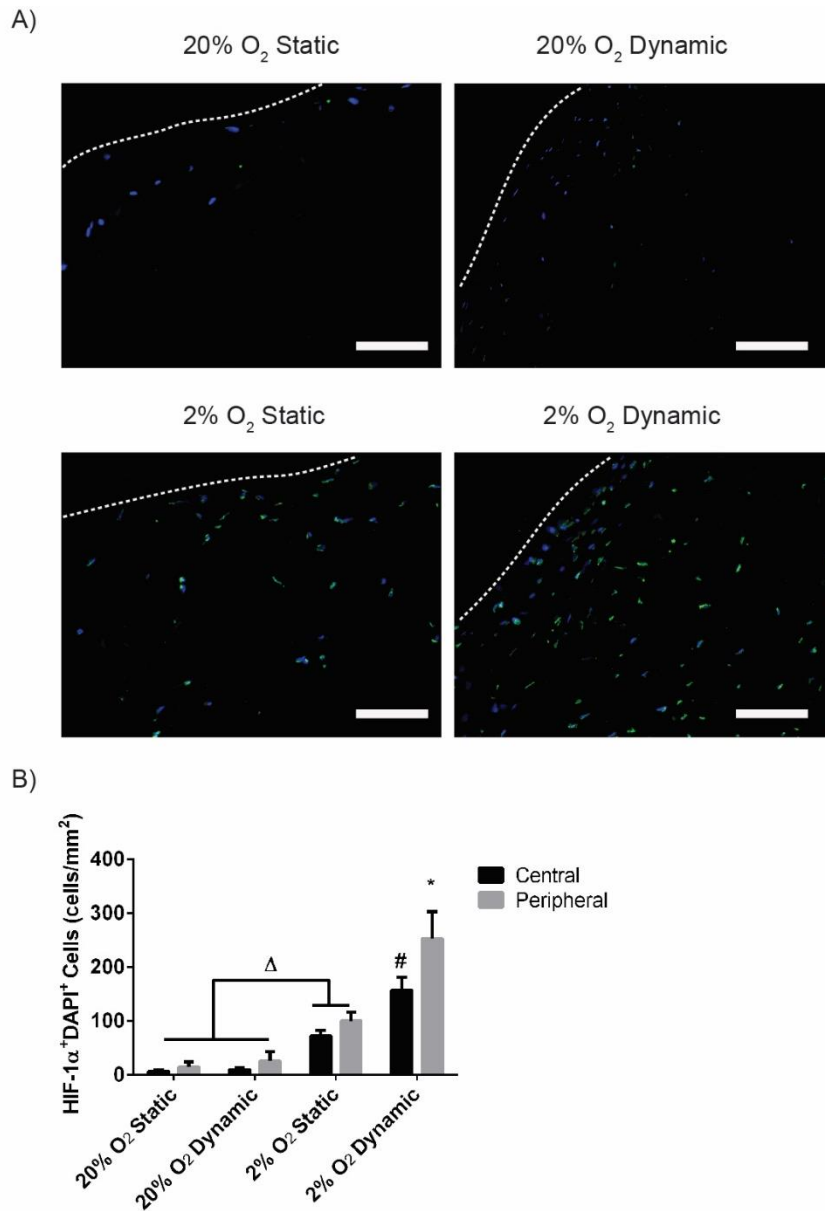 A)
20% O₂ Static
20% O₂ Dynamic
2% O₂ Static
2% O₂ Dynamic
B)
HIF-1α⁺DAPI⁺ Cells (cells/mm²)
400
300
200
100
0
Δ
#
*
Central
Peripheral
20% O₂ Static
20% O₂ Dynamic
2% O₂ Static
2% O₂ Dynamic